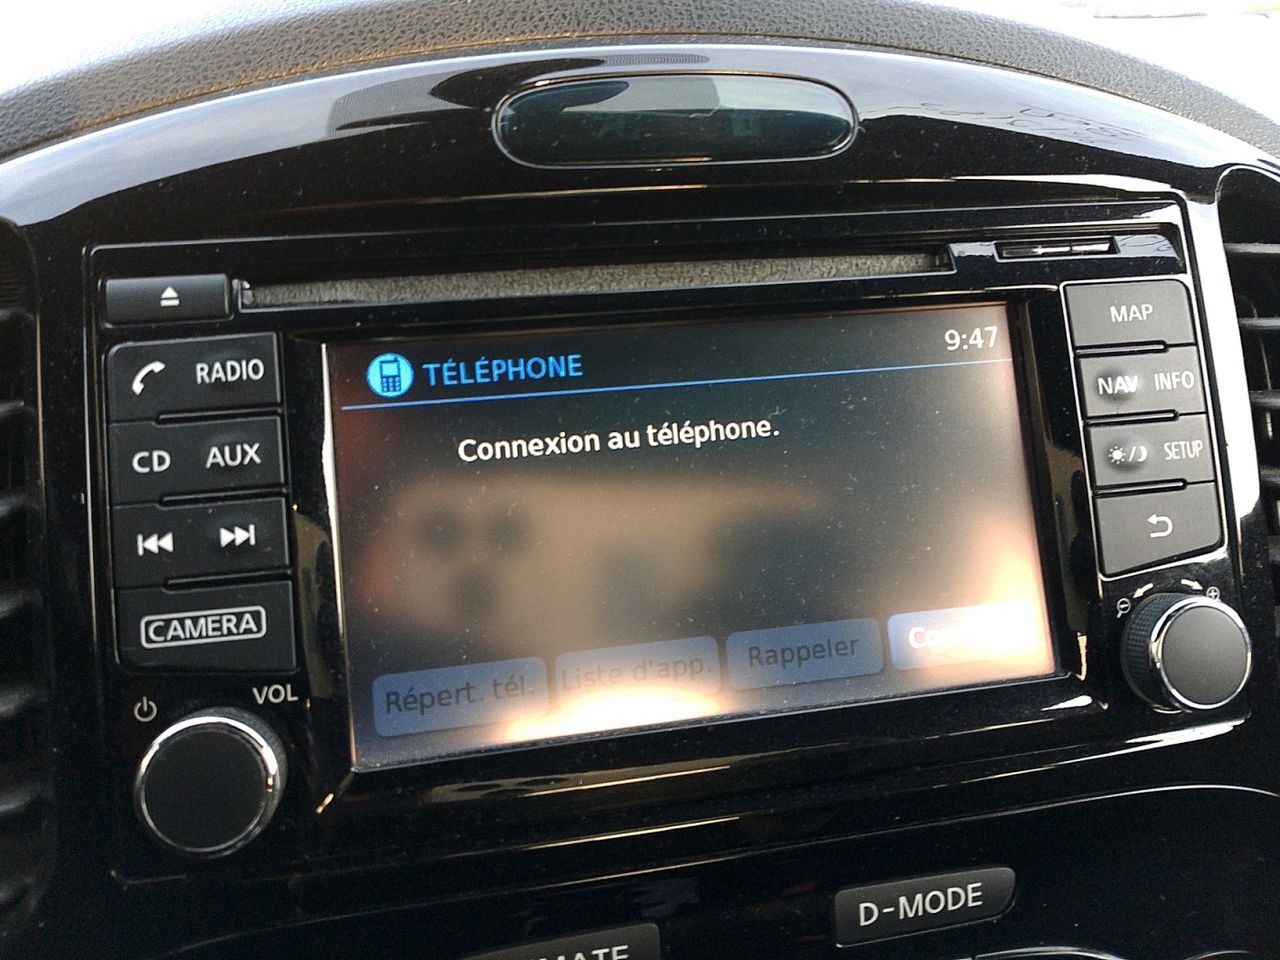 TÉLÉPHONE
9:47
Connexion au téléphone.
Répert. tél.
Liste d'app.
Rappeler
RADIO
CD AUX
CAMERA
VOL
MAP
NAV INFO
SETUP
D-MODE